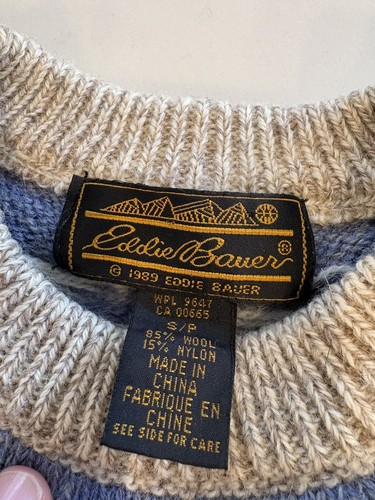 Eddie Bauer ®
© 1989 EDDIE BAUER
WPL 9647
CA 00665
S/P
85% WOOL
15% NYLON
MADE IN
CHINA
FABRIQUE EN
CHINE
SEE SIDE FOR CARE